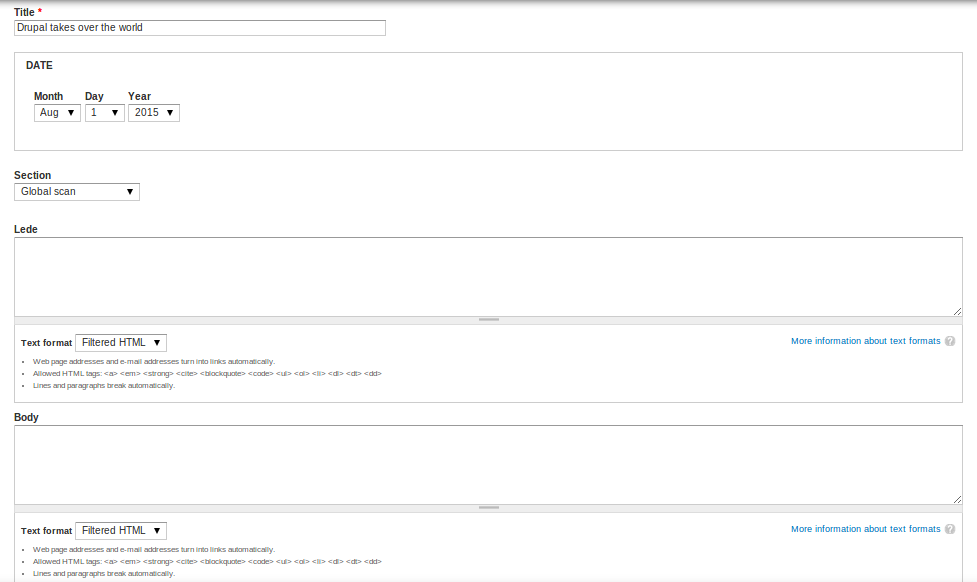 Title *
Drupal takes over the world
DATE
Month Day Year
Aug 1 2015
Section
Global scan
Lede
Text format Filtered HTML More information about text formats ?
Web page addresses and e-mail addresses turn into links automatically.
Allowed HTML tags: <a> <em> <strong> <cite> <blockquote> <code> <ul> <ol> <li> <dl> <dt> <dd>
Lines and paragraphs break automatically.
Body
Text format Filtered HTML More information about text formats ?
Web page addresses and e-mail addresses turn into links automatically.
Allowed HTML tags: <a> <em> <strong> <cite> <blockquote> <code> <ul> <ol> <li> <dl> <dt> <dd>
Lines and paragraphs break automatically.